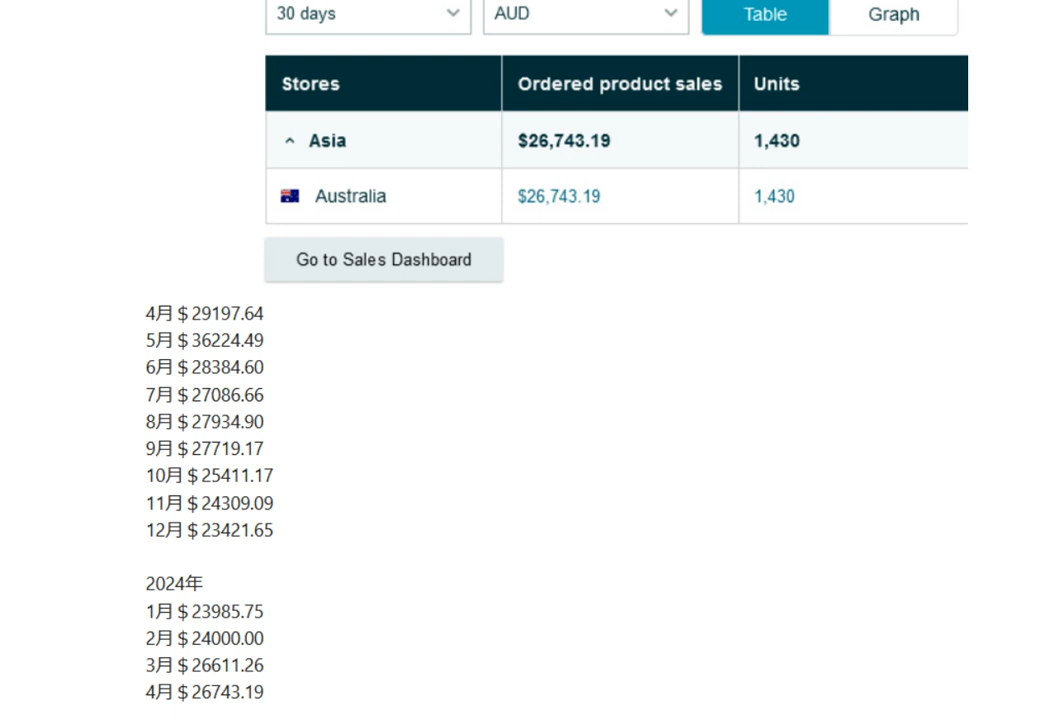 30 days AUD Table Graph
Stores Ordered product sales Units
Asia $26,743.19 1,430
Australia $26,743.19 1,430
Go to Sales Dashboard
4月＄29197.64
5月＄36224.49
6月＄28384.60
7月＄27086.66
8月＄27934.90
9月＄27719.17
10月＄25411.17
11月＄24309.09
12月＄23421.65
2024年
1月＄23985.75
2月＄24000.00
3月＄26611.26
4月＄26743.19